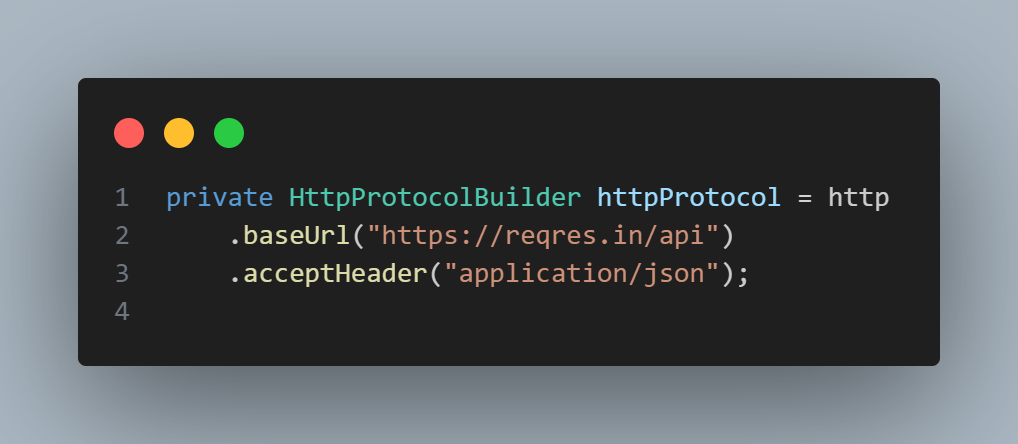 1 private HttpProtocolBuilder httpProtocol = http
2     .baseUrl("https://reqres.in/api")
3     .acceptHeader("application/json");
4